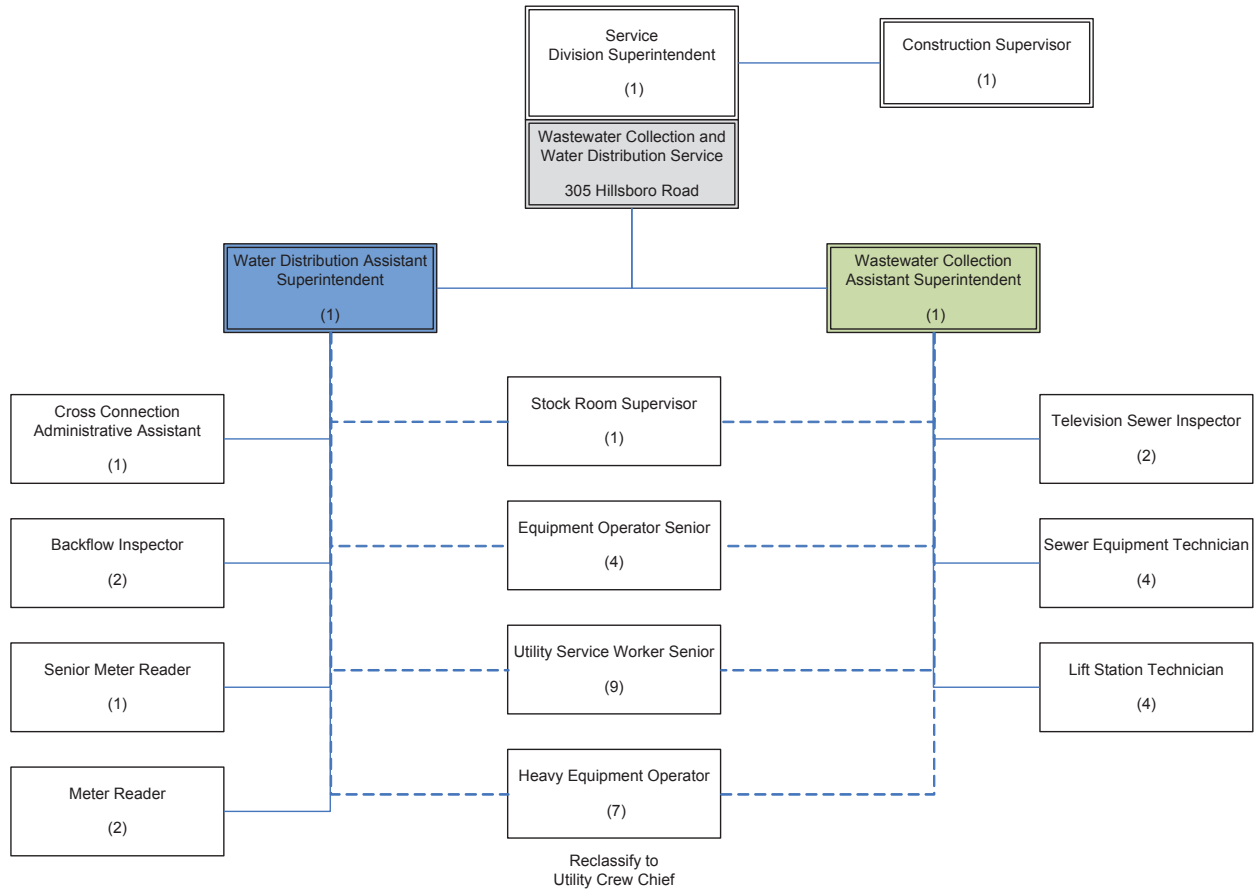 Service
Division Superintendent
(1)
Construction Supervisor
(1)
Wastewater Collection and
Water Distribution Service
305 Hillsboro Road
Water Distribution Assistant
Superintendent
(1)
Wastewater Collection
Assistant Superintendent
(1)
Cross Connection
Administrative Assistant
(1)
Stock Room Supervisor
(1)
Television Sewer Inspector
(2)
Backflow Inspector
(2)
Equipment Operator Senior
(4)
Sewer Equipment Technician
(4)
Senior Meter Reader
(1)
Utility Service Worker Senior
(9)
Lift Station Technician
(4)
Meter Reader
(2)
Heavy Equipment Operator
(7)
Reclassify to
Utility Crew Chief